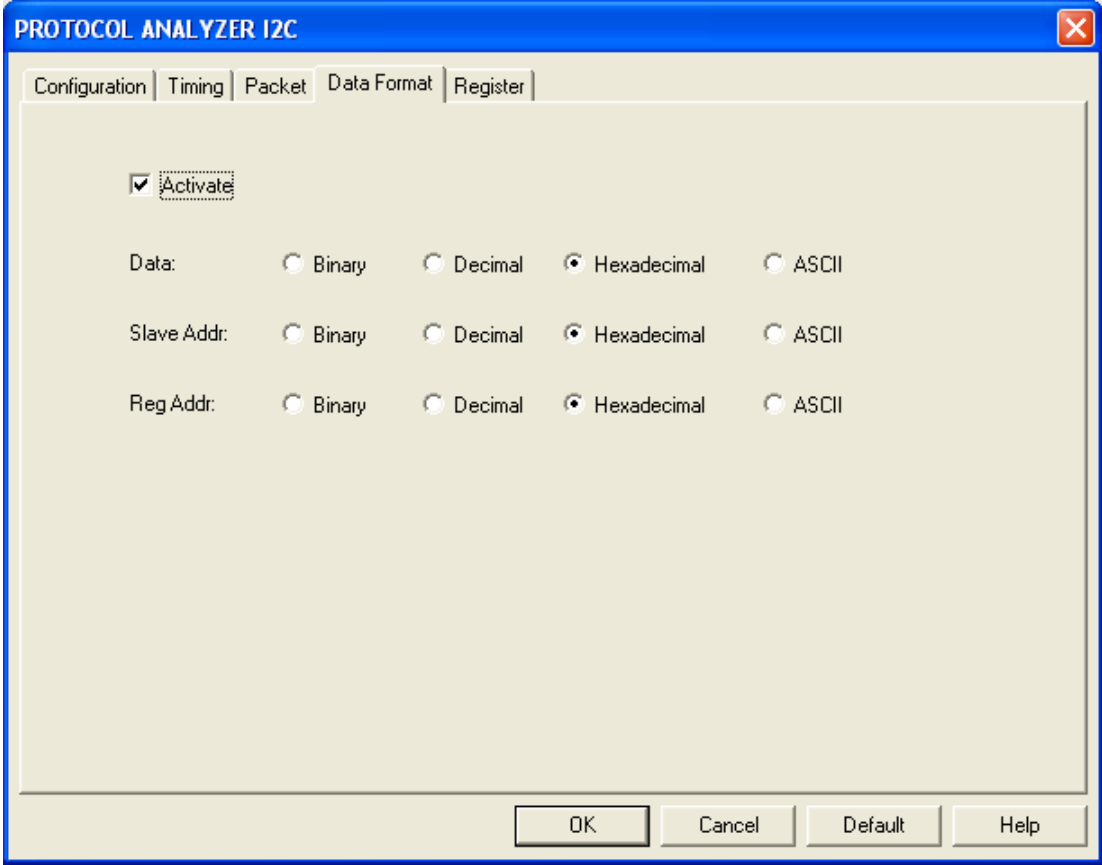 PROTOCOL ANALYZER I2C
Configuration Timing Packet Data Format Register
Activate
Data: Binary Decimal Hexadecimal ASCII
Slave Addr: Binary Decimal Hexadecimal ASCII
Reg Addr: Binary Decimal Hexadecimal ASCII
OK Cancel Default Help